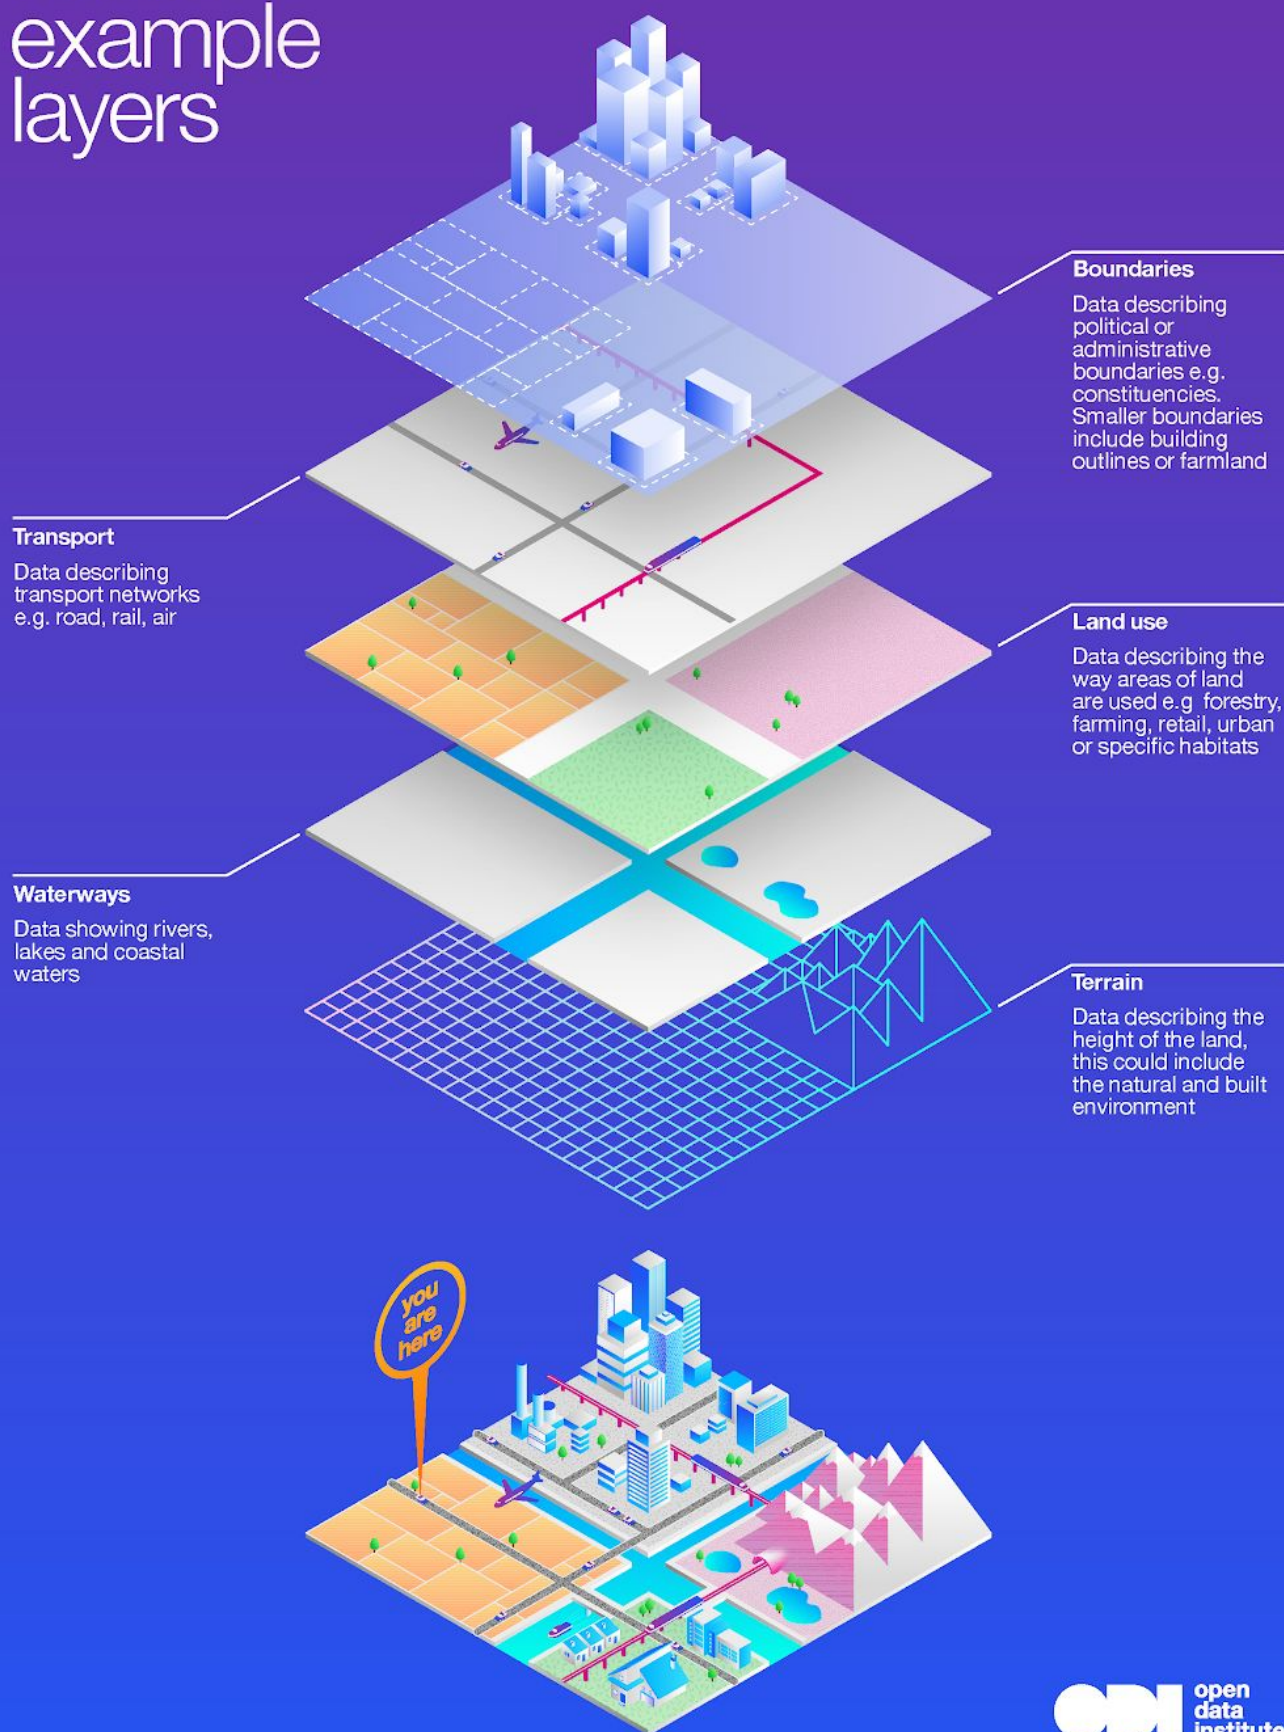 example
layers
Boundaries
Data describing
political or
administrative
boundaries e.g.
constituencies.
Smaller boundaries
include building
outlines or farmland
Transport
Data describing
transport networks
e.g. road, rail, air
Land use
Data describing the
way areas of land
are used e.g forestry,
farming, retail, urban
or specific habitats
Waterways
Data showing rivers,
lakes and coastal
waters
Terrain
Data describing the
height of the land,
this could include
the natural and built
environment
you
are
here
ODI
open
data
institute